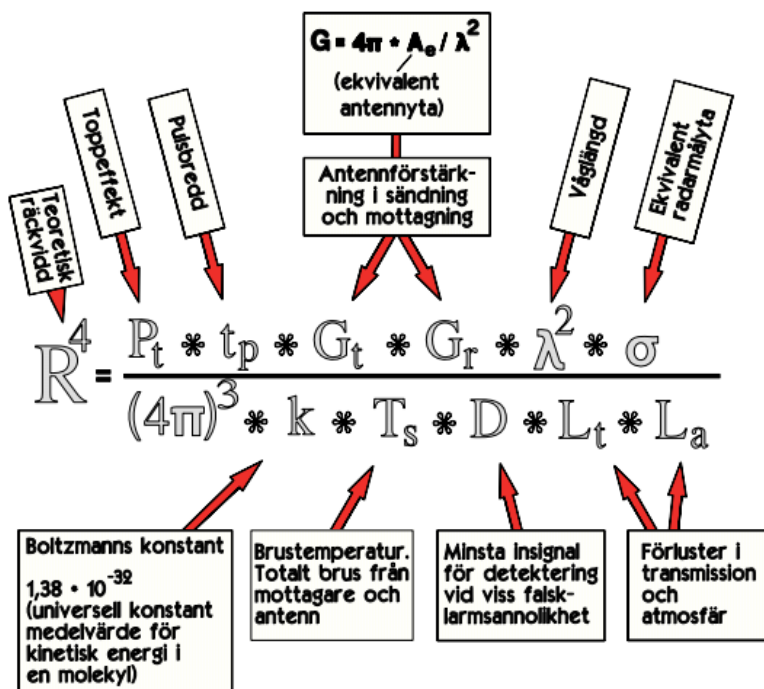 G = 4π * Aₑ / λ²
(ekvivalent
antennyta)
Teoretisk
räckvidd
Toppeffekt
Pulsbredd
Antennförstärk-
ning i sändning
och mottagning
Våglängd
Ekvivalent
radarmålyta
R⁴ = Pₜ * tₚ * Gₜ * Gᵣ * λ² * σ
(4π)³ * k * Tₛ * D * Lₜ * Lₐ
Boltzmanns konstant
1,38 * 10⁻³²
(universell konstant
medelvärde för
kinetisk energi i
en molekyl)
Brustemperatur.
Totalt brus från
mottagare och
antenn
Minsta insignal
för detektering
vid viss falsk-
larmsannolikhet
Förluster i
transmission
och
atmosfär